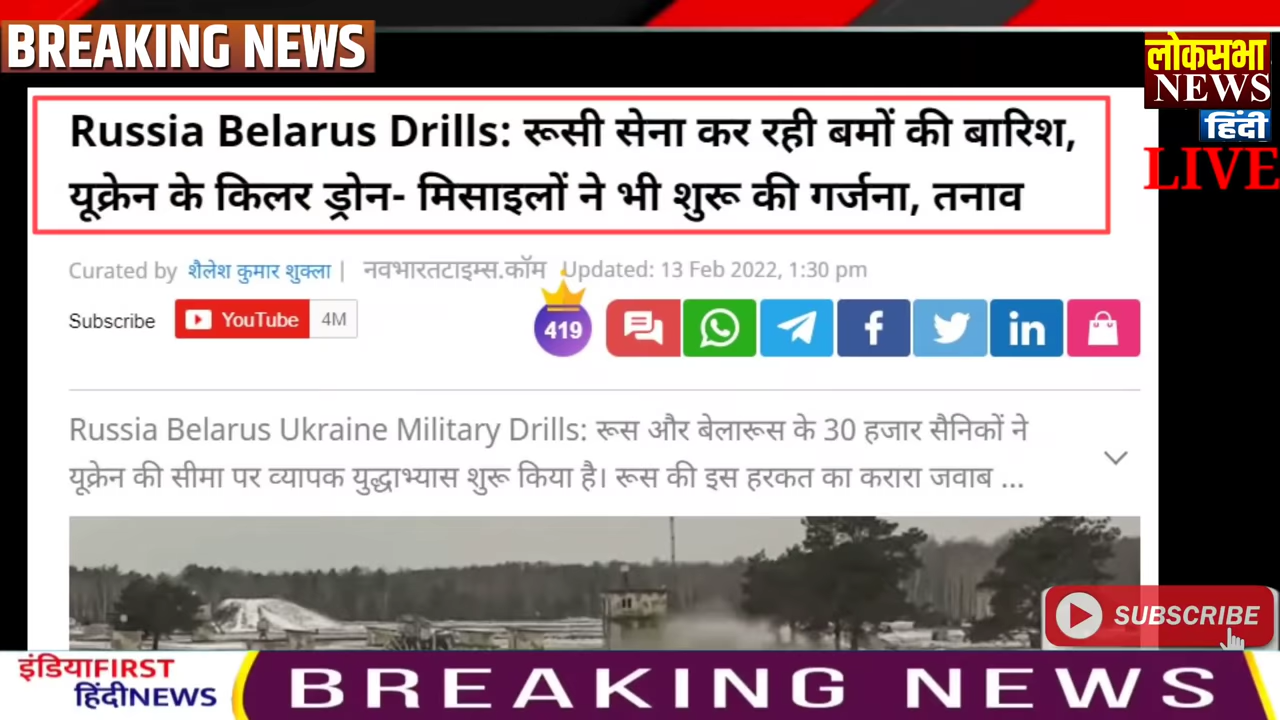 BREAKING NEWS
लोकसभा
NEWS
हिंदी
LIVE
Russia Belarus Drills: रूसी सेना कर रही बमों की बारिश,
यूक्रेन के किलर ड्रोन- मिसाइलों ने भी शुरू की गर्जना, तनाव
Curated by शैलेश कुमार शुक्ला | नवभारतटाइम्स.कॉम Updated: 13 Feb 2022, 1:30 pm
Subscribe YouTube 4M
419
Russia Belarus Ukraine Military Drills: रूस और बेलारूस के 30 हजार सैनिकों ने
यूक्रेन की सीमा पर व्यापक युद्धाभ्यास शुरू किया है। रूस की इस हरकत का करारा जवाब ...
SUBSCRIBE
इंडियाFIRST
हिंदीNEWS
BREAKING NEWS